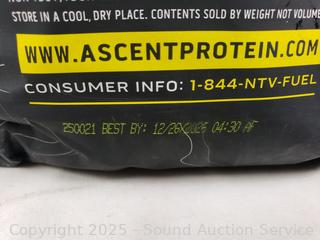 STORE IN A COOL, DRY PLACE. CONTENTS SOLD BY WEIGHT NOT VOLUME
WWW.ASCENTPROTEIN.COM
CONSUMER INFO: 1-844-NTV-FUEL
250021 BEST BY: 12/26/2026 04:30 AF
Copyright 2025 - Sound Auction Service